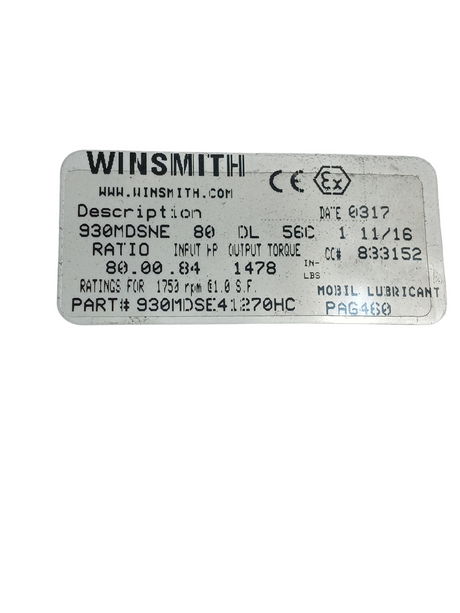 WINSMITH
WWW.WINSMITH.COM
CE Ex
Description DATE 0317
930MDSNE 80 DL 56C 1 11/16
RATIO INPUT HP OUTPUT TORQUE CC# 833152
80.00 .84 1478 IN-LBS
RATINGS FOR 1750 rpm @1.0 S.F. MOBIL LUBRICANT
PART# 930MDSE41270HC PAG460